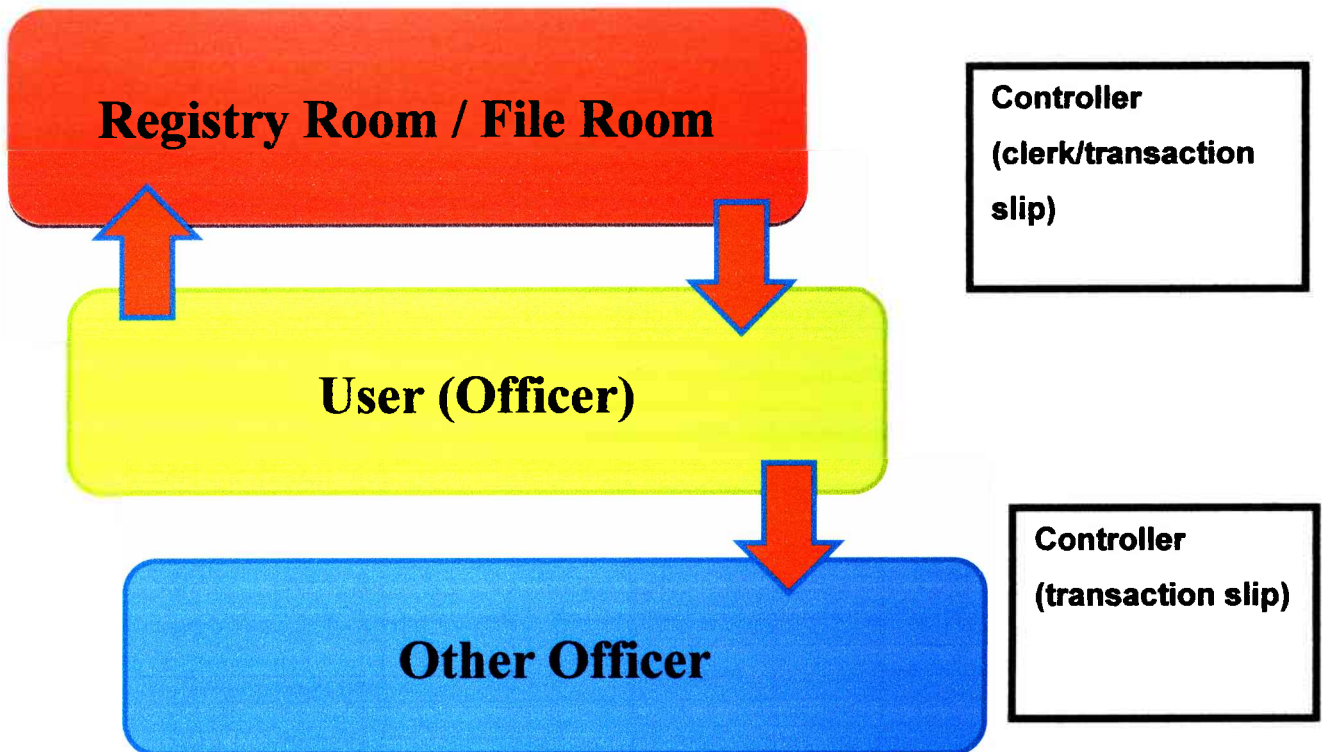 Registry Room / File Room
Controller
(clerk/transaction
slip)
User (Officer)
Controller
(transaction slip)
Other Officer